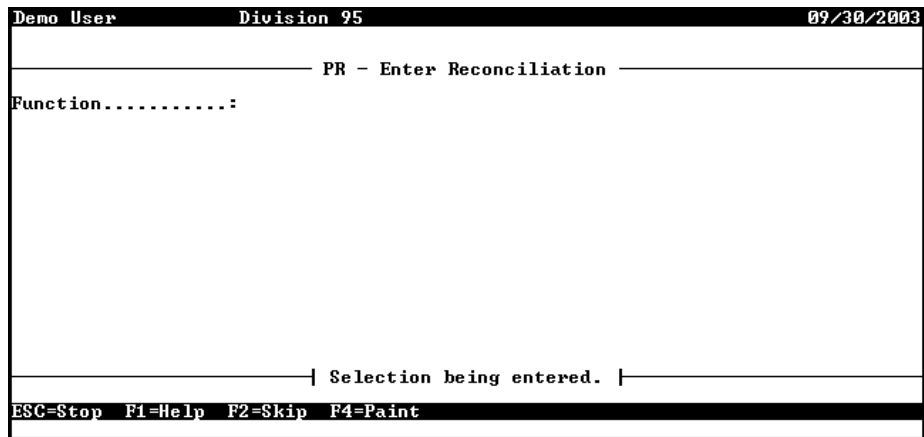 Demo User Division 95 09/30/2003
PR - Enter Reconciliation
Function...........:
Selection being entered.
ESC=Stop F1=Help F2=Skip F4=Paint